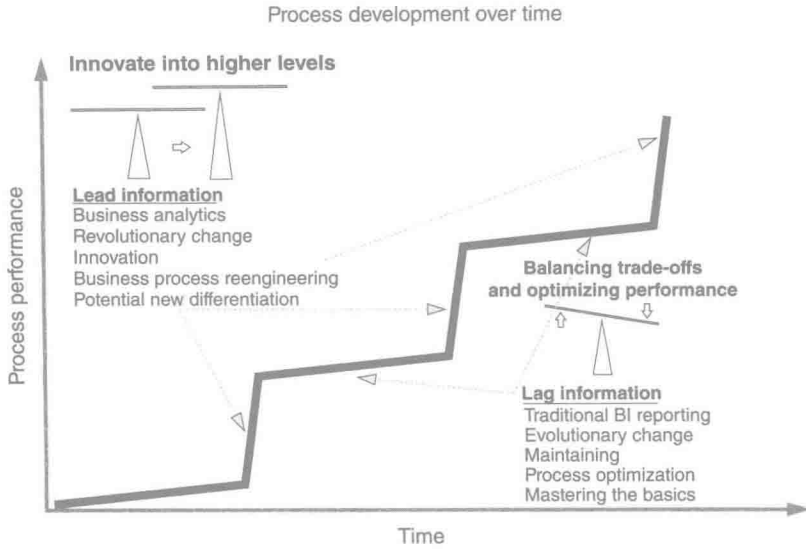 Process development over time
Innovate into higher levels
Lead information
Business analytics
Revolutionary change
Innovation
Business process reengineering
Potential new differentiation
Balancing trade-offs
and optimizing performance
Lag information
Traditional BI reporting
Evolutionary change
Maintaining
Process optimization
Mastering the basics
Process performance
Time